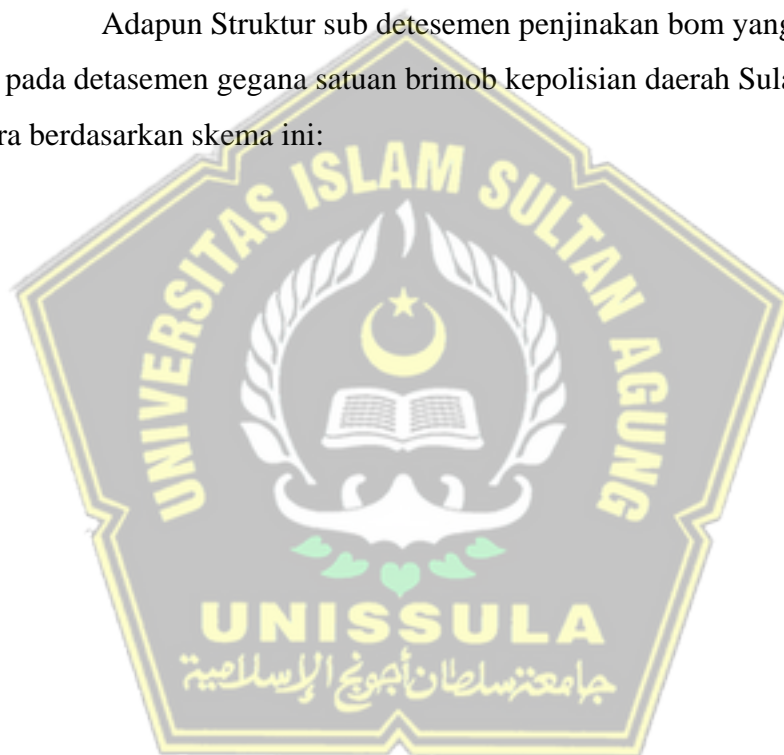 Adapun Struktur sub detesemen penjinakan bom yang
pada detasemen gegana satuan brimob kepolisian daerah Sula
ra berdasarkan skema ini:
UNIVERSITAS ISLAM SULTAN AGUNG
UNISSULA
جامعة سلطان أجونج الإسلامية